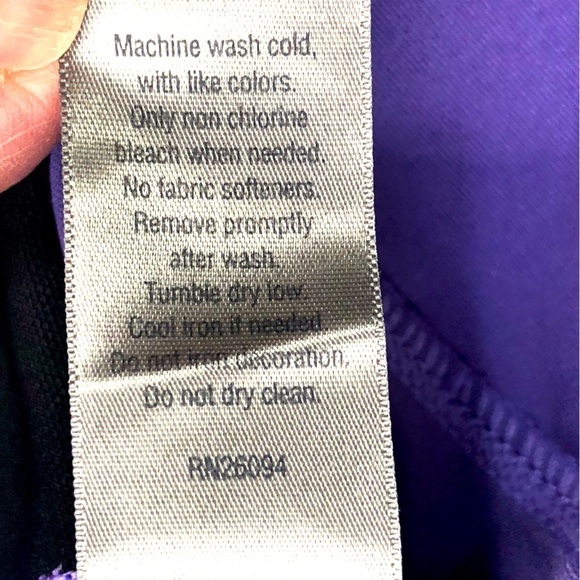 Machine wash cold,
with like colors.
Only non chlorine
bleach when needed.
No fabric softeners.
Remove promptly
after wash.
Tumble dry low.
Cool iron if needed.
Do not iron decoration.
Do not dry clean.
RN26094